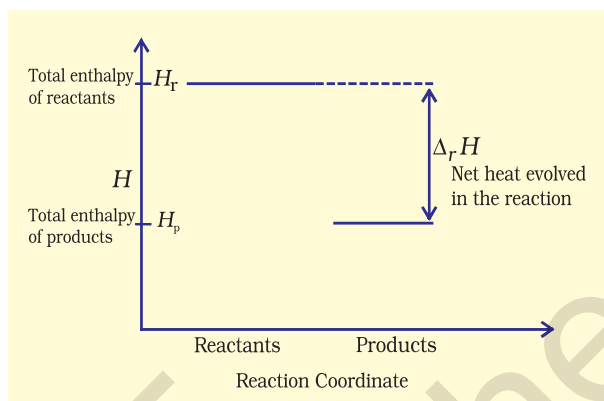 Total enthalpy
of reactants
Hr
ΔrH
Net heat evolved
in the reaction
H
Total enthalpy
of products
Hp
Reactants
Products
Reaction Coordinate
he